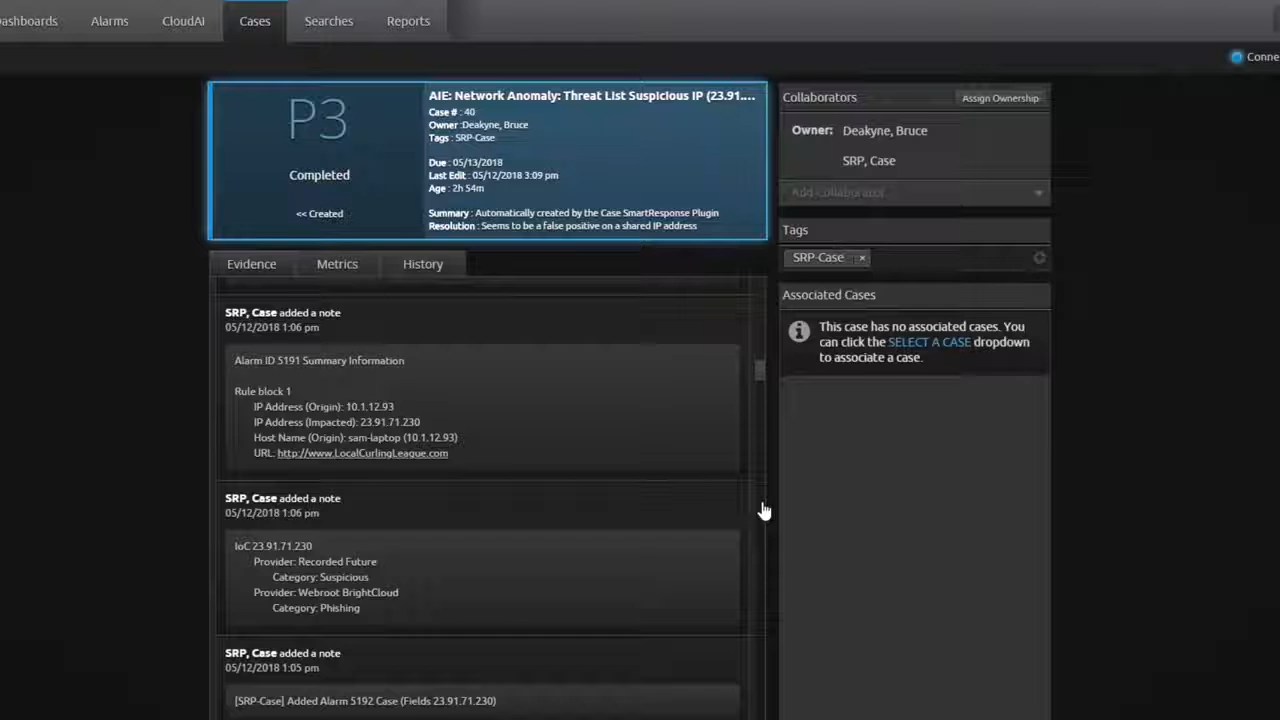 Dashboards Alarms CloudAI Cases Searches Reports
P3
Completed
<< Created
AIE: Network Anomaly: Threat List Suspicious IP (23.91....
Case # : 40
Owner :Deakyne, Bruce
Tags : SRP-Case
Due : 05/13/2018
Last Edit : 05/12/2018 3:09 pm
Age : 2h 54m
Summary : Automatically created by the Case SmartResponse Plugin
Resolution : Seems to be a false positive on a shared IP address
Evidence Metrics History
SRP, Case added a note
05/12/2018 1:06 pm
Alarm ID 5191 Summary Information
Rule block 1
IP Address (Origin): 10.1.12.93
IP Address (Impacted): 23.91.71.230
Host Name (Origin): sam-laptop (10.1.12.93)
URL: http://www.LocalCurlingLeague.com
SRP, Case added a note
05/12/2018 1:06 pm
IoC 23.91.71.230
Provider: Recorded Future
Category: Suspicious
Provider: Webroot BrightCloud
Category: Phishing
SRP, Case added a note
05/12/2018 1:05 pm
[SRP-Case] Added Alarm 5192 Case (Fields 23.91.71.230)
Conne
Collaborators Assign Ownership
Owner: Deakyne, Bruce
SRP, Case
Add Collaborator
Tags
SRP-Case ×
Associated Cases
This case has no associated cases. You
can click the SELECT A CASE dropdown
to associate a case.